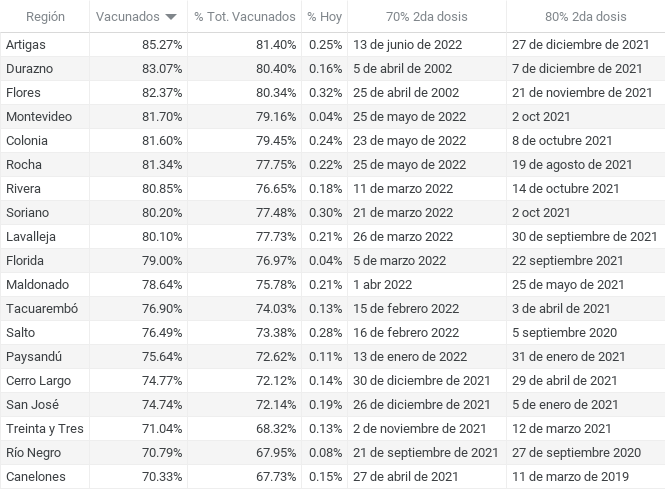 Región Vacunados % Tot. Vacunados % Hoy 70% 2da dosis 80% 2da dosis
Artigas 85.27% 81.40% 0.25% 13 de junio de 2022 27 de diciembre de 2021
Durazno 83.07% 80.40% 0.16% 5 de abril de 2002 7 de diciembre de 2021
Flores 82.37% 80.34% 0.32% 25 de abril de 2002 21 de noviembre de 2021
Montevideo 81.70% 79.16% 0.04% 25 de mayo de 2022 2 oct 2021
Colonia 81.60% 79.45% 0.24% 23 de mayo de 2022 8 de octubre 2021
Rocha 81.34% 77.75% 0.22% 25 de mayo de 2022 19 de agosto de 2021
Rivera 80.85% 76.65% 0.18% 11 de marzo 2022 14 de octubre 2021
Soriano 80.20% 77.48% 0.30% 21 de marzo 2022 2 oct 2021
Lavalleja 80.10% 77.73% 0.21% 26 de marzo 2022 30 de septiembre de 2021
Florida 79.00% 76.97% 0.04% 5 de marzo 2022 22 septiembre 2021
Maldonado 78.64% 75.78% 0.21% 1 abr 2022 25 de mayo de 2021
Tacuarembó 76.90% 74.03% 0.13% 15 de febrero 2022 3 de abril de 2021
Salto 76.49% 73.38% 0.28% 16 de febrero 2022 5 septiembre 2020
Paysandú 75.64% 72.62% 0.11% 13 de enero 2022 31 de enero de 2021
Cerro Largo 74.77% 72.12% 0.14% 30 de diciembre de 2021 29 de abril de 2021
San José 74.74% 72.14% 0.19% 26 de diciembre de 2021 5 de enero de 2021
Treinta y Tres 71.04% 68.32% 0.13% 2 de noviembre de 2021 12 de marzo 2021
Río Negro 70.79% 67.95% 0.08% 21 de septiembre de 2021 27 de septiembre 2020
Canelones 70.33% 67.73% 0.15% 27 de abril de 2021 11 de marzo de 2019